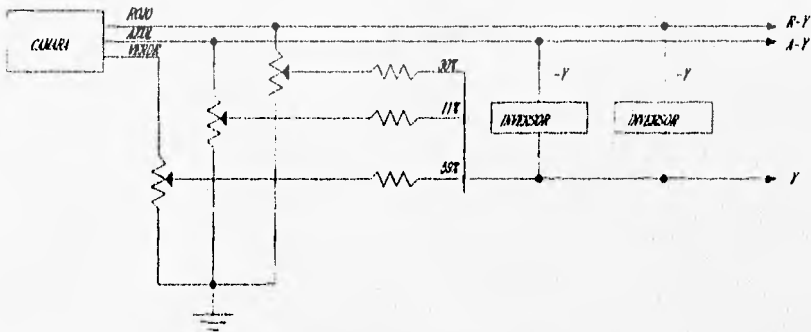 ROJO
AZUL
VERDE
CAMARA
R-Y
A-Y
30%
11%
59%
-Y
-Y
INVERSOR
INVERSOR
Y